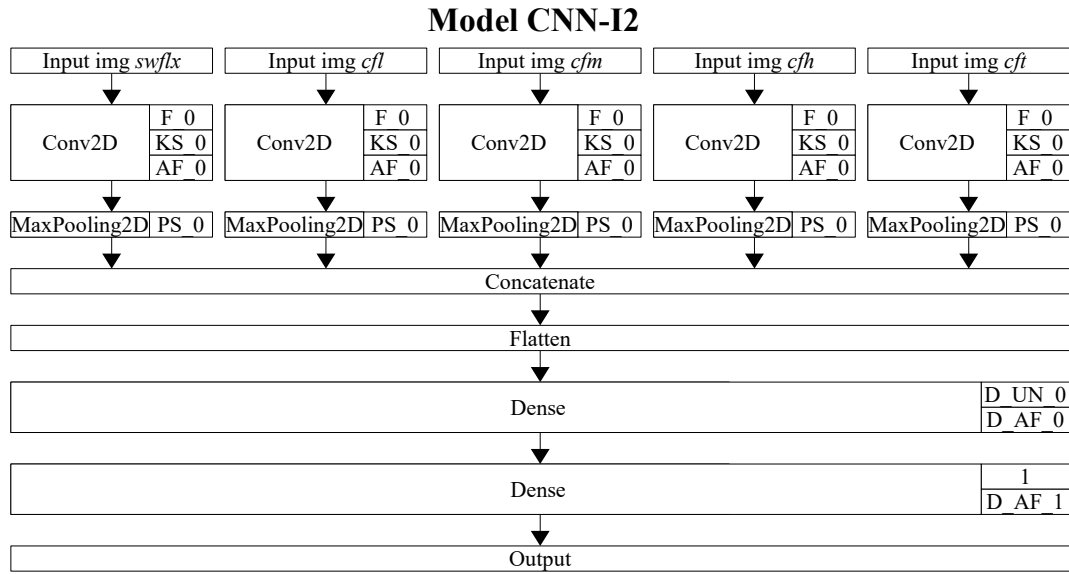 Model CNN-I2
Input img swflx
Input img cfl
Input img cfm
Input img cfh
Input img cft
Conv2D
F_0
KS_0
AF_0
Conv2D
F_0
KS_0
AF_0
Conv2D
F_0
KS_0
AF_0
Conv2D
F_0
KS_0
AF_0
Conv2D
F_0
KS_0
AF_0
MaxPooling2D PS_0
MaxPooling2D PS_0
MaxPooling2D PS_0
MaxPooling2D PS_0
MaxPooling2D PS_0
Concatenate
Flatten
Dense
D_UN_0
D_AF_0
Dense
1
D_AF_1
Output